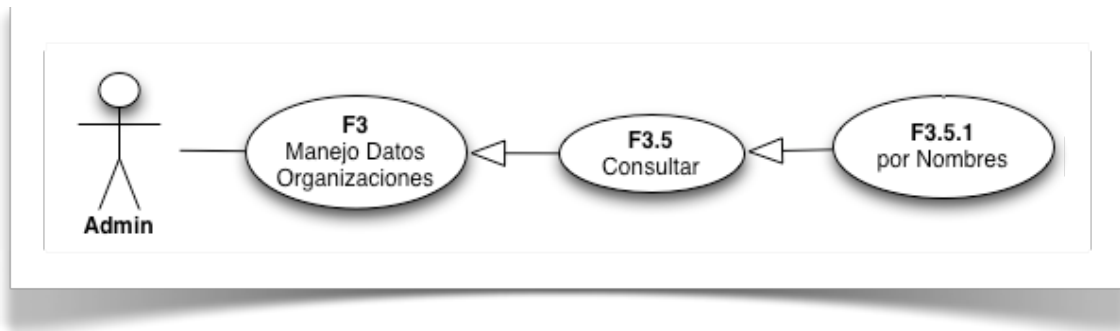 F3
Manejo Datos
Organizaciones
F3.5
Consultar
F3.5.1
por Nombres
Admin